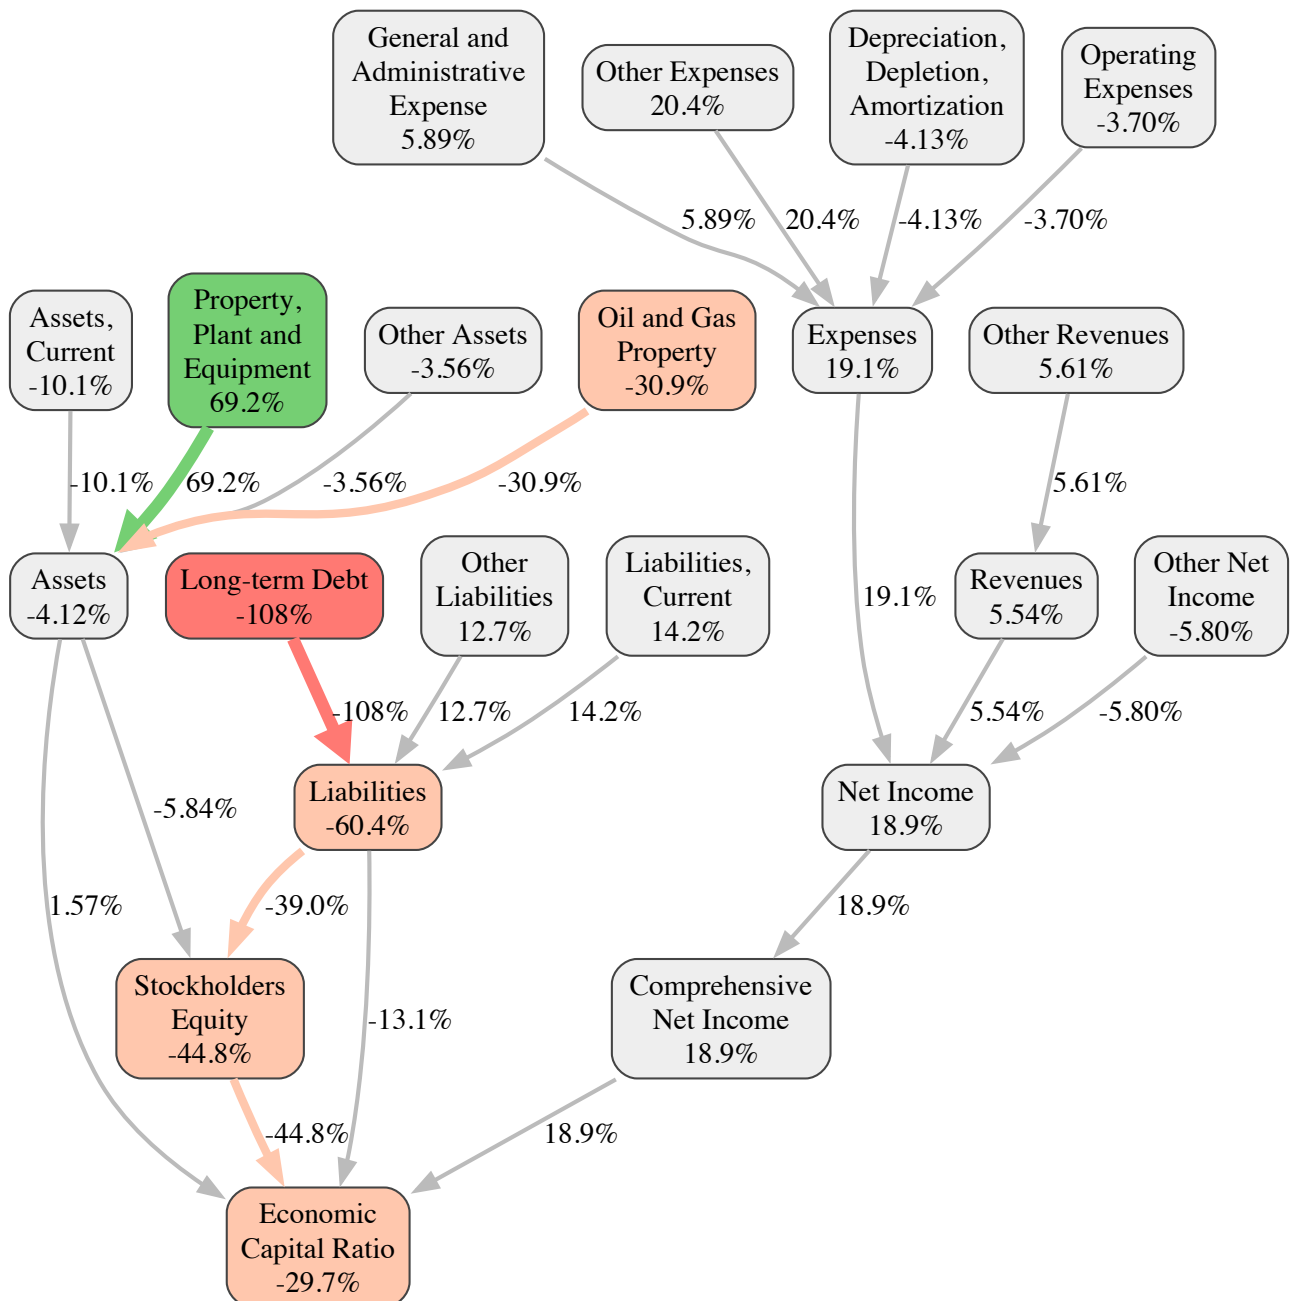 General and
Administrative
Expense
5.89%
Other Expenses
20.4%
Depreciation,
Depletion,
Amortization
-4.13%
Operating
Expenses
-3.70%
5.89%
20.4%
-4.13%
-3.70%
Assets,
Current
-10.1%
Property,
Plant and
Equipment
69.2%
Other Assets
-3.56%
Oil and Gas
Property
-30.9%
Expenses
19.1%
Other Revenues
5.61%
-10.1%
69.2%
-3.56%
-30.9%
5.61%
Assets
-4.12%
Long-term Debt
-108%
Other
Liabilities
12.7%
Liabilities,
Current
14.2%
19.1%
Revenues
5.54%
Other Net
Income
-5.80%
-108%
12.7%
14.2%
5.54%
-5.80%
-5.84%
Liabilities
-60.4%
Net Income
18.9%
1.57%
-39.0%
18.9%
Stockholders
Equity
-44.8%
-13.1%
Comprehensive
Net Income
18.9%
-44.8%
18.9%
Economic
Capital Ratio
-29.7%